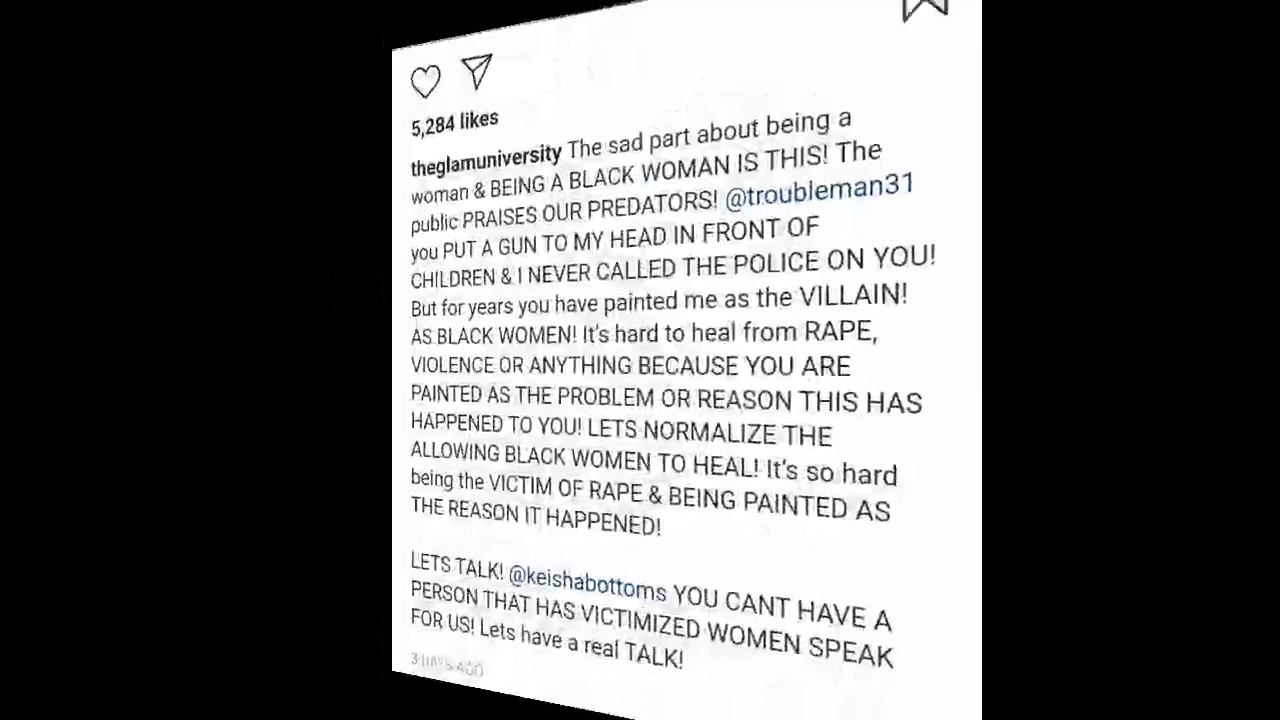 5,284 likes
theglamuniversity The sad part about being a
woman & BEING A BLACK WOMAN IS THIS! The
public PRAISES OUR PREDATORS! @troubleman31
you PUT A GUN TO MY HEAD IN FRONT OF
CHILDREN & I NEVER CALLED THE POLICE ON YOU!
But for years you have painted me as the VILLAIN!
AS BLACK WOMEN! It's hard to heal from RAPE,
VIOLENCE OR ANYTHING BECAUSE YOU ARE
PAINTED AS THE PROBLEM OR REASON THIS HAS
HAPPENED TO YOU! LETS NORMALIZE THE
ALLOWING BLACK WOMEN TO HEAL! It's so hard
being the VICTIM OF RAPE & BEING PAINTED AS
THE REASON IT HAPPENED!
LETS TALK! @keishabottoms YOU CANT HAVE A
PERSON THAT HAS VICTIMIZED WOMEN SPEAK
FOR US! Lets have a real TALK!
3 DAYS AGO